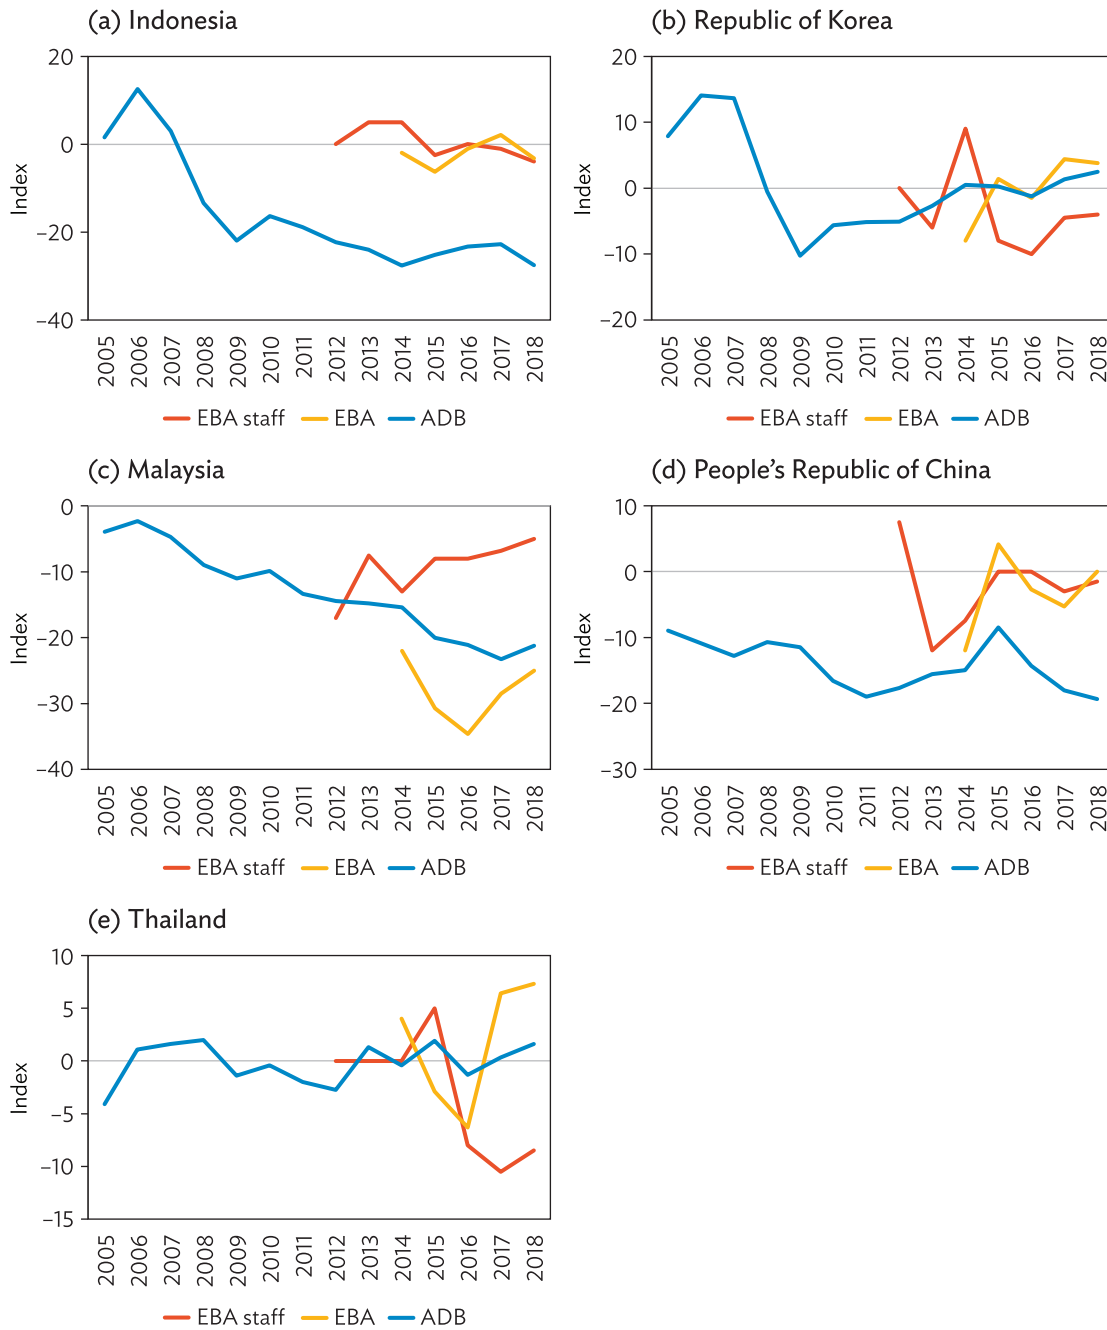 (a) Indonesia
20
0
–20
–40
Index
2005 2006 2007 2008 2009 2010 2011 2012 2013 2014 2015 2016 2017 2018
EBA staff EBA ADB
(b) Republic of Korea
20
10
0
–10
–20
Index
2005 2006 2007 2008 2009 2010 2011 2012 2013 2014 2015 2016 2017 2018
EBA staff EBA ADB
(c) Malaysia
0
–10
–20
–30
–40
Index
2005 2006 2007 2008 2009 2010 2011 2012 2013 2014 2015 2016 2017 2018
EBA staff EBA ADB
(d) People’s Republic of China
10
0
–10
–20
–30
Index
2005 2006 2007 2008 2009 2010 2011 2012 2013 2014 2015 2016 2017 2018
EBA staff EBA ADB
(e) Thailand
10
5
0
–5
–10
–15
Index
2005 2006 2007 2008 2009 2010 2011 2012 2013 2014 2015 2016 2017 2018
EBA staff EBA ADB